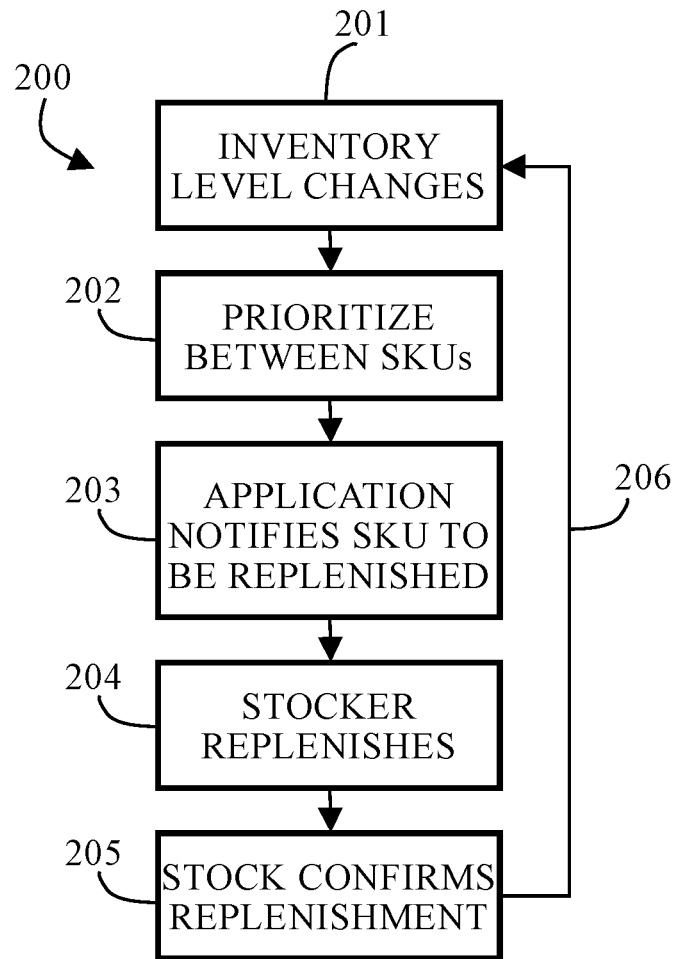 201
200
INVENTORY
LEVEL CHANGES
202
PRIORITIZE
BETWEEN SKUs
203
APPLICATION
NOTIFIES SKU TO
BE REPLENISHED
206
204
STOCKER
REPLENISHES
205
STOCK CONFIRMS
REPLENISHMENT